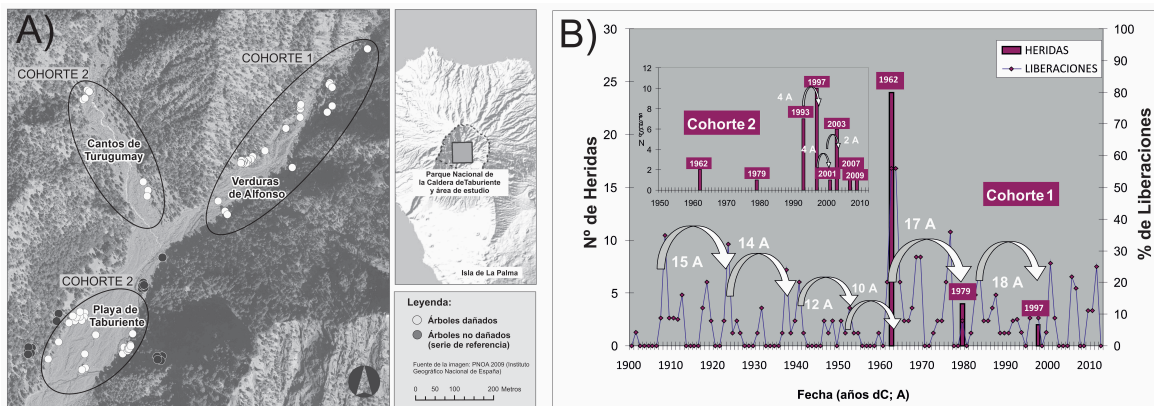 A)
COHORTE 1
COHORTE 2
Cantos de
Turugumay
Verduras
de Alfonso
COHORTE 2
Playa de
Taburiente
Parque Nacional de
la Caldera deTaburiente
y área de estudio
Isla de La Palma
Leyenda:
Árboles dañados
Árboles no dañados
(serie de referencia)
Fuente de la imagen: PNOA 2009 (Instituto
Geográfico Nacional de España)
0 50 100 200 Metros
B)
HERIDAS
LIBERACIONES
Nº de Heridas
30
25
20
15
10
5
0
% de Liberaciones
100
90
80
70
60
50
40
30
20
10
0
1900 1910 1920 1930 1940 1950 1960 1970 1980 1990 2000 2010
Fecha (años dC; A)
Cohorte 1
1962
1979
1997
15 A
14 A
12 A
10 A
17 A
18 A
Cohorte 2
12
10
8
6
4
2
0
1950 1960 1970 1980 1990 2000 2010
1962
1979
1993
1997
2001
2003
2007
2009
4 A
4 A
2 A